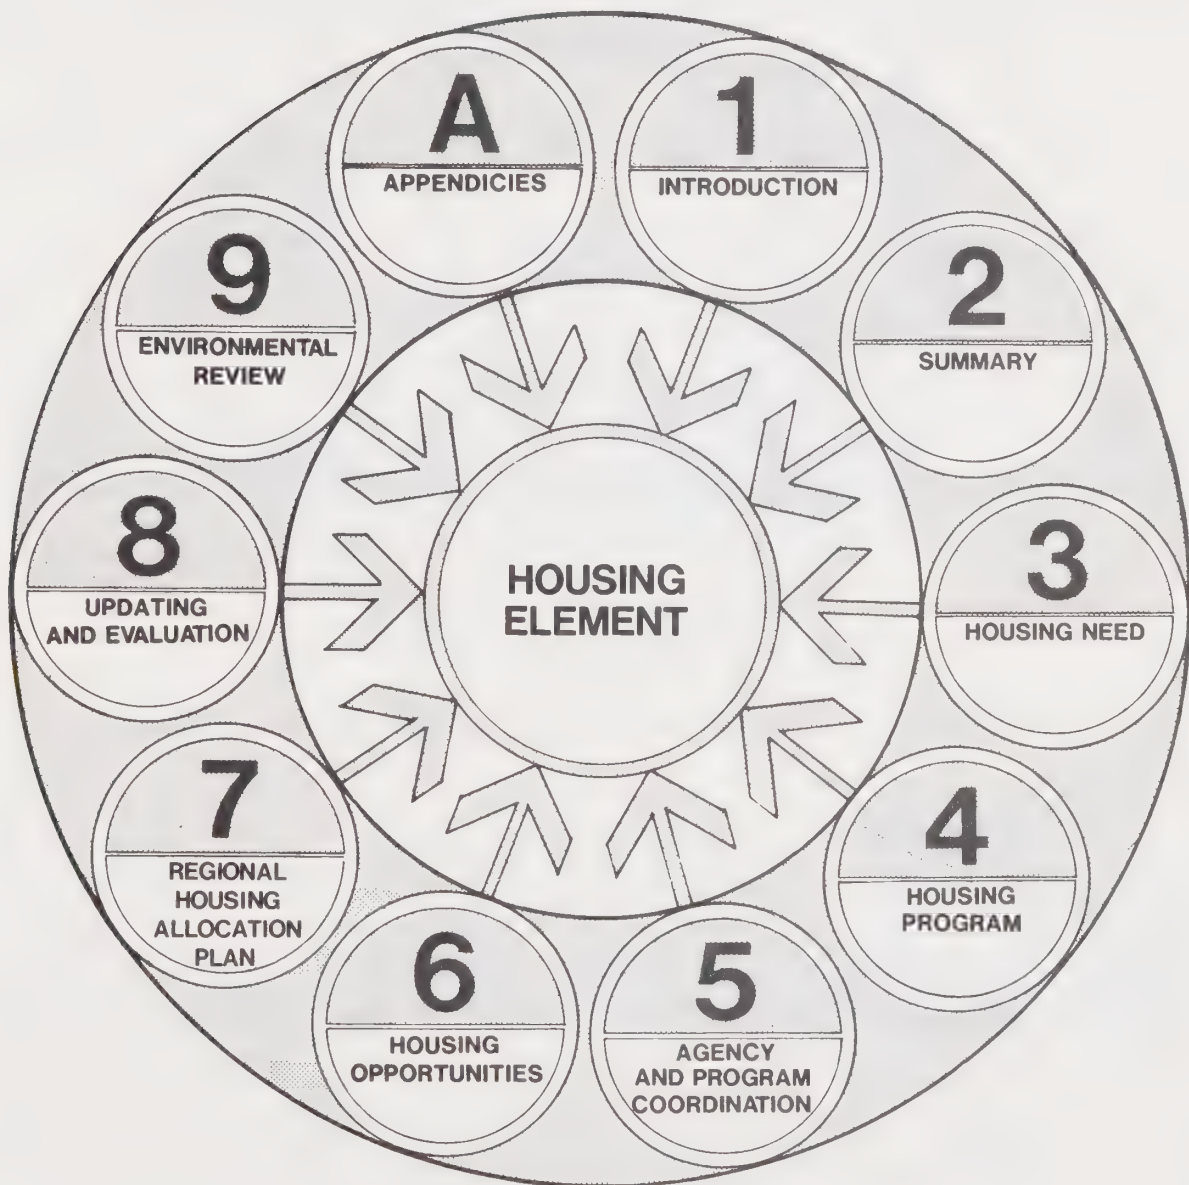 A
APPENDICIES
1
INTRODUCTION
2
SUMMARY
3
HOUSING NEED
4
HOUSING
PROGRAM
5
AGENCY
AND PROGRAM
COORDINATION
6
HOUSING
OPPORTUNITIES
7
REGIONAL
HOUSING
ALLOCATION
PLAN
8
UPDATING
AND EVALUATION
9
ENVIRONMENTAL
REVIEW
HOUSING
ELEMENT